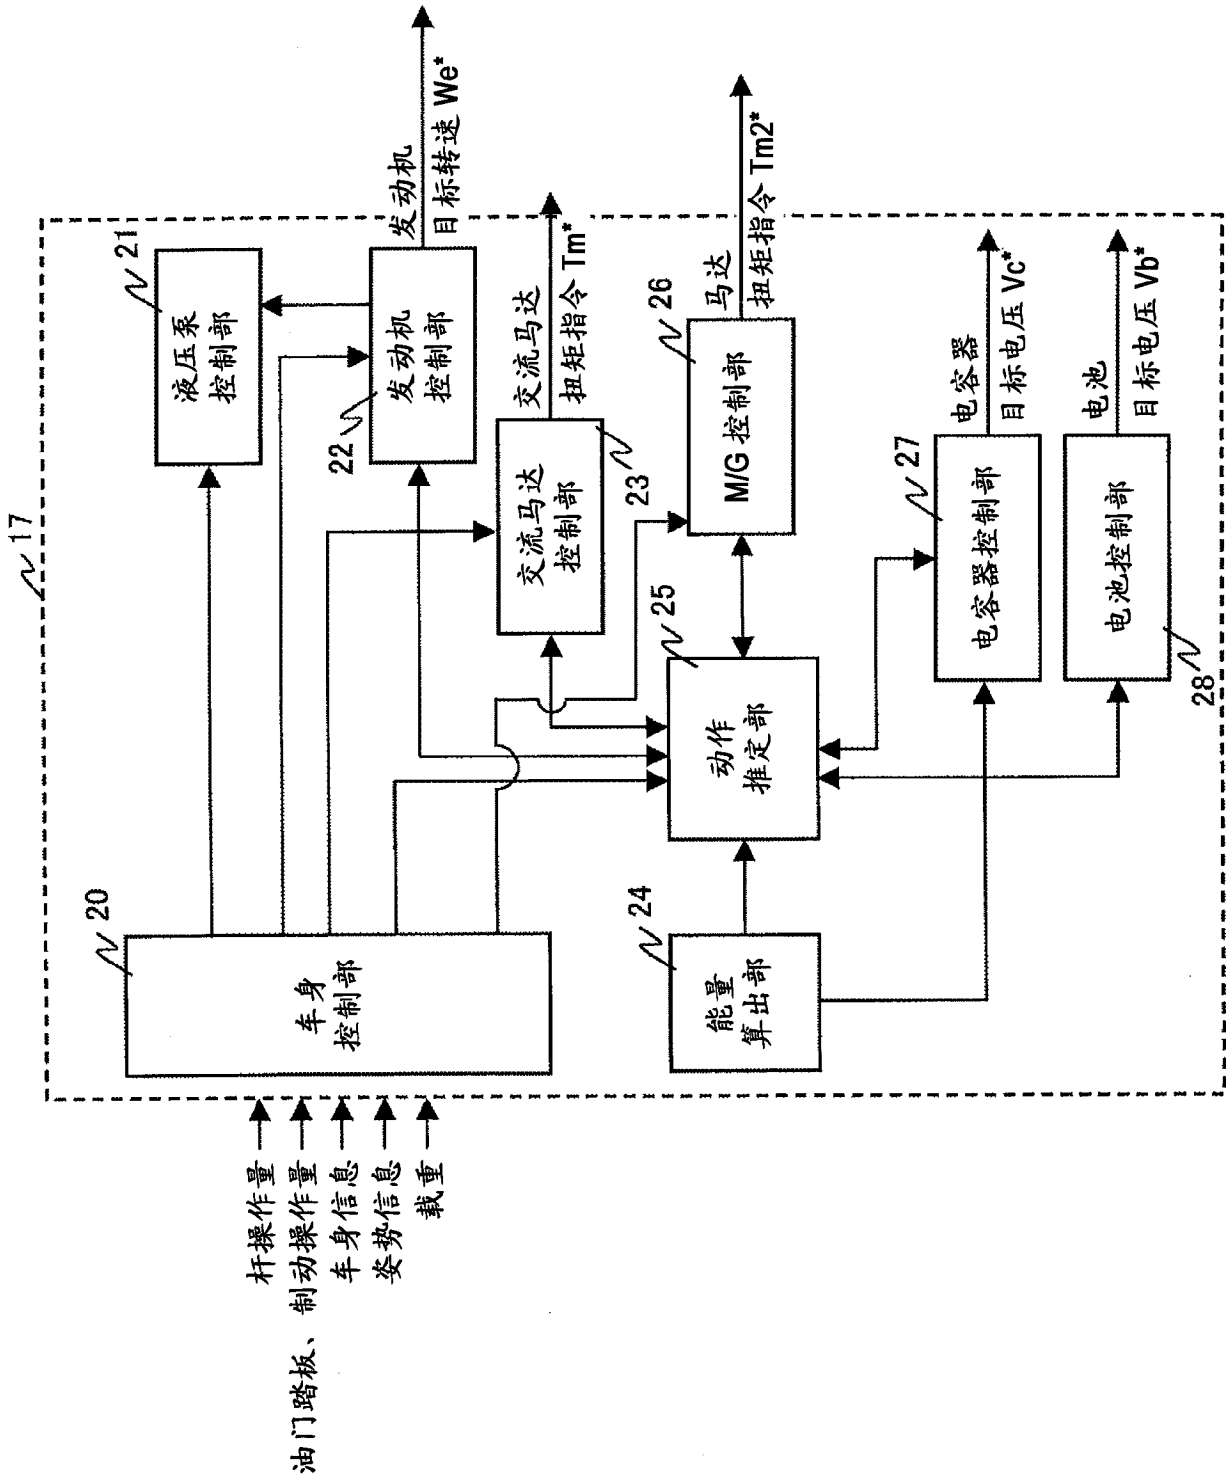 17
杆操作量
油门踏板、制动操作量
车身信息
姿势信息
载重
20
车身
控制部
21
液压泵
控制部
22
发动机
控制部
发动机
目标转速 We*
交流马达
控制部
23
交流马达
扭矩指令 Tm*
24
能量
算出部
25
动作
推定部
26
M/G 控制部
马达
扭矩指令 Tm2*
27
电容器控制部
电容器
目标电压 Vc*
电池控制部
28
电池
目标电压 Vb*